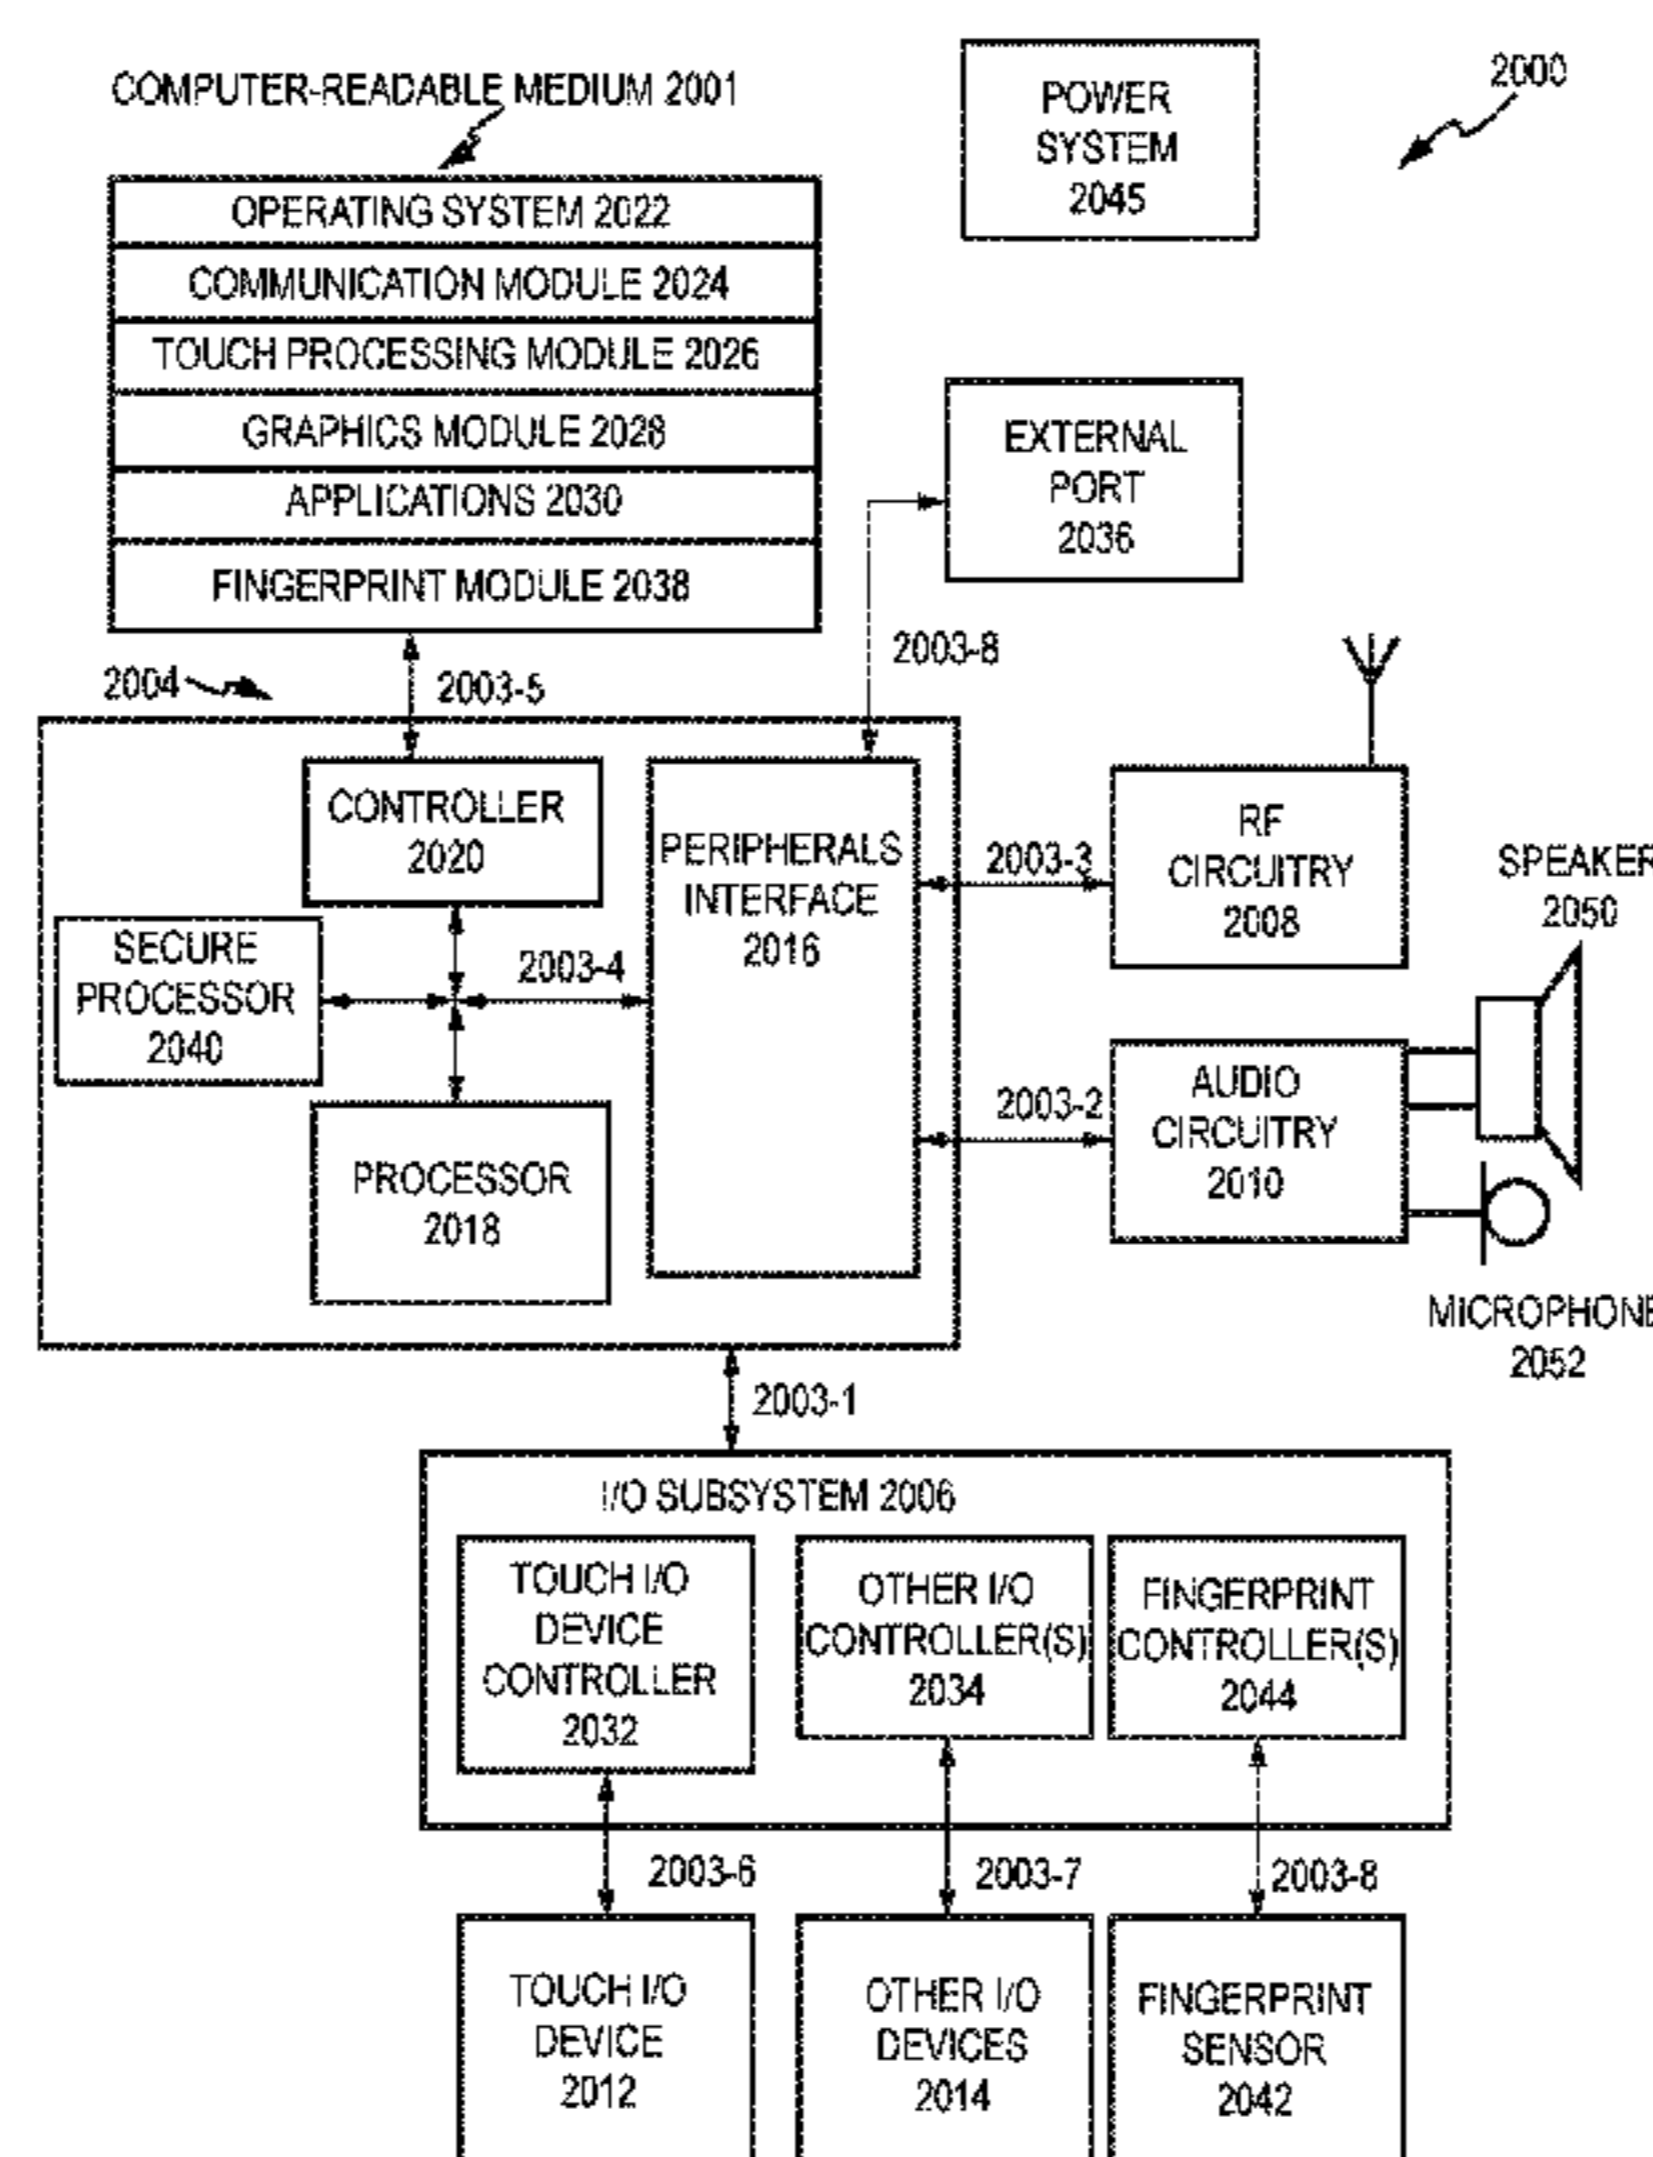 COMPUTER-READABLE MEDIUM 2001
POWER
SYSTEM
2045
2000
OPERATING SYSTEM 2022
COMMUNICATION MODULE 2024
TOUCH PROCESSING MODULE 2026
GRAPHICS MODULE 2028
APPLICATIONS 2030
FINGERPRINT MODULE 2038
EXTERNAL
PORT
2036
2003-8
2004
2003-5
CONTROLLER
2020
PERIPHERALS
INTERFACE
2016
2003-3
RF
CIRCUITRY
2008
SPEAKER
2050
SECURE
PROCESSOR
2040
2003-4
PROCESSOR
2018
2003-2
AUDIO
CIRCUITRY
2010
MICROPHONE
2052
2003-1
I/O SUBSYSTEM 2006
TOUCH I/O
DEVICE
CONTROLLER
2032
OTHER I/O
CONTROLLER(S)
2034
FINGERPRINT
CONTROLLER(S)
2044
2003-6
2003-7
2003-8
TOUCH I/O
DEVICE
2012
OTHER I/O
DEVICES
2014
FINGERPRINT
SENSOR
2042